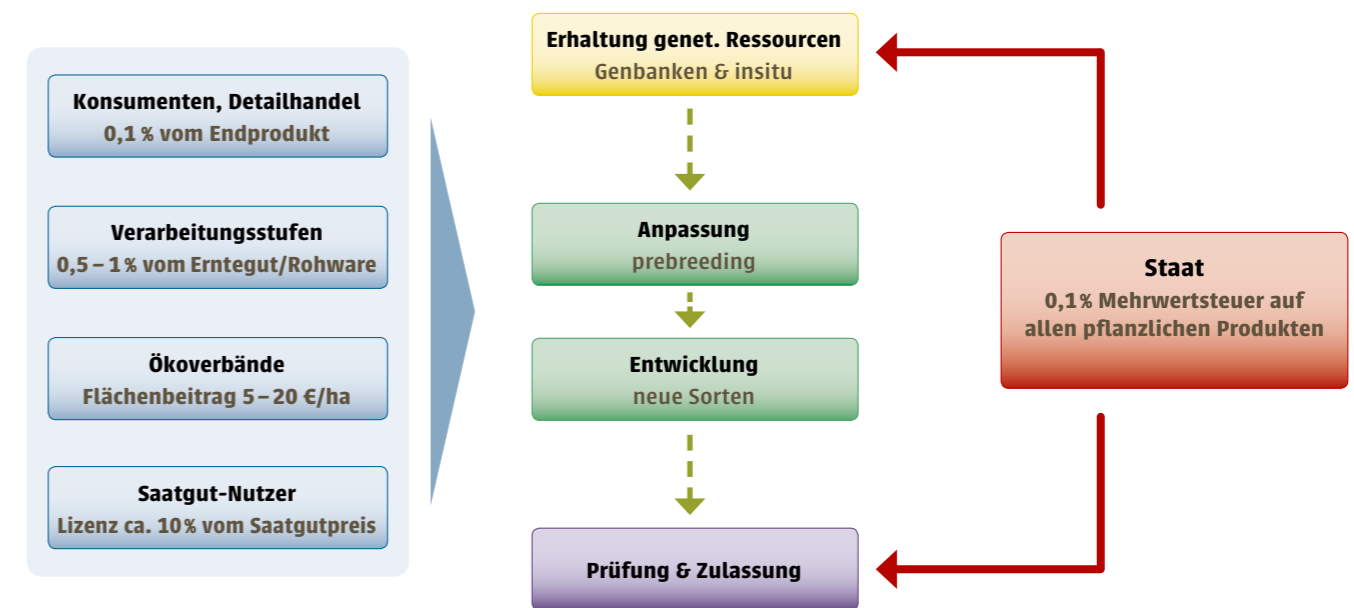 Konsumenten, Detailhandel
0,1 % vom Endprodukt
Verarbeitungsstufen
0,5 – 1 % vom Erntegut/Rohware
Ökoverbände
Flächenbeitrag 5 – 20 €/ha
Saatgut-Nutzer
Lizenz ca. 10 % vom Saatgutpreis
Erhaltung genet. Ressourcen
Genbanken & insitu
Anpassung
prebreeding
Entwicklung
neue Sorten
Prüfung & Zulassung
Staat
0,1 % Mehrwertsteuer auf
allen pflanzlichen Produkten